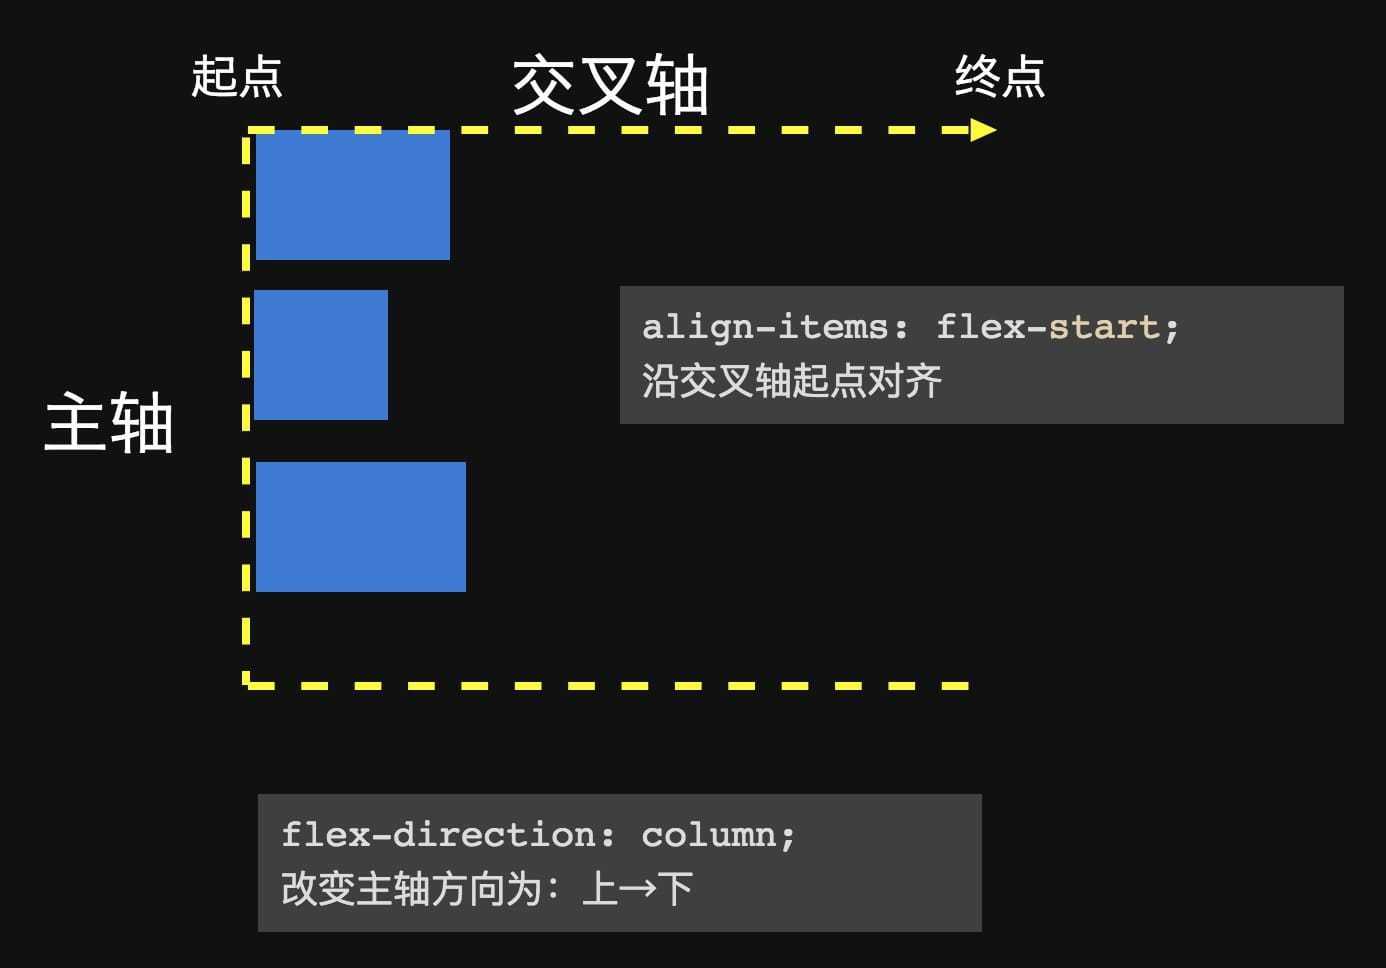 起点
交叉轴
终点
align-items: flex-start;
沿交叉轴起点对齐
主轴
flex-direction: column;
改变主轴方向为：上→下